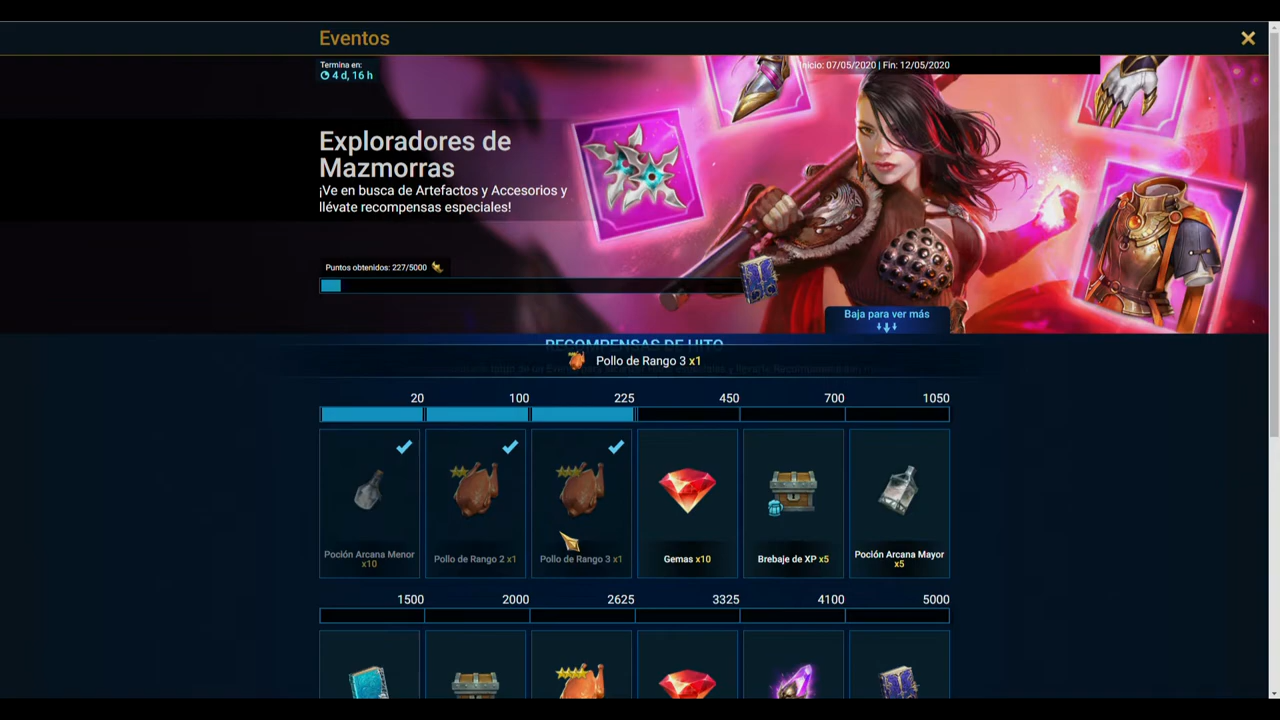 Eventos
Termina en:
4 d, 16 h
Inicio: 07/05/2020 | Fin: 12/05/2020
Exploradores de
Mazmorras
¡Ve en busca de Artefactos y Accesorios y
llévate recompensas especiales!
Puntos obtenidos: 227/5000
Baja para ver más
RECOMPENSAS DE HITO
Pollo de Rango 3 x1
20 100 225 450 700 1050
Poción Arcana Menor
x10
Pollo de Rango 2 x1
Pollo de Rango 3 x1
Gemas x10
Brebaje de XP x5
Poción Arcana Mayor
x5
1500 2000 2625 3325 4100 5000